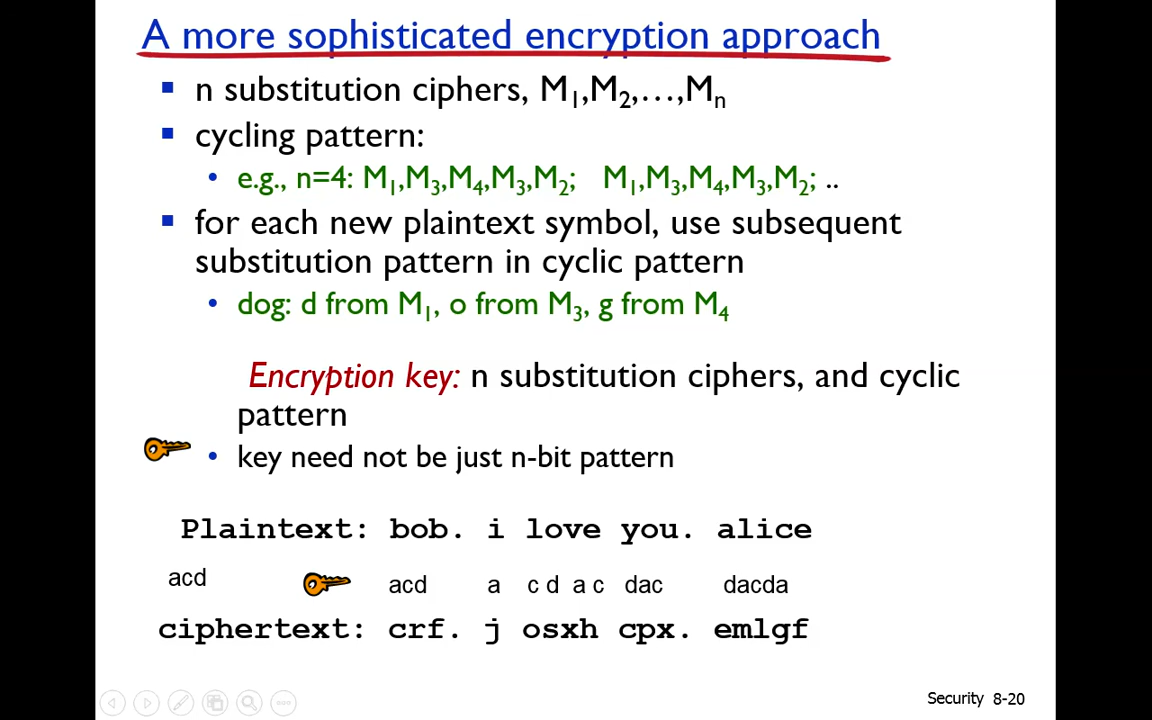 A more sophisticated encryption approach
n substitution ciphers, M1,M2,…,Mn
cycling pattern:
e.g., n=4: M1,M3,M4,M3,M2; M1,M3,M4,M3,M2; ..
for each new plaintext symbol, use subsequent
substitution pattern in cyclic pattern
dog: d from M1, o from M3, g from M4
Encryption key: n substitution ciphers, and cyclic
pattern
key need not be just n-bit pattern
Plaintext: bob. i love you. alice
acd acd a c d a c dac dacda
ciphertext: crf. j osxh cpx. emlgf
Security 8-20